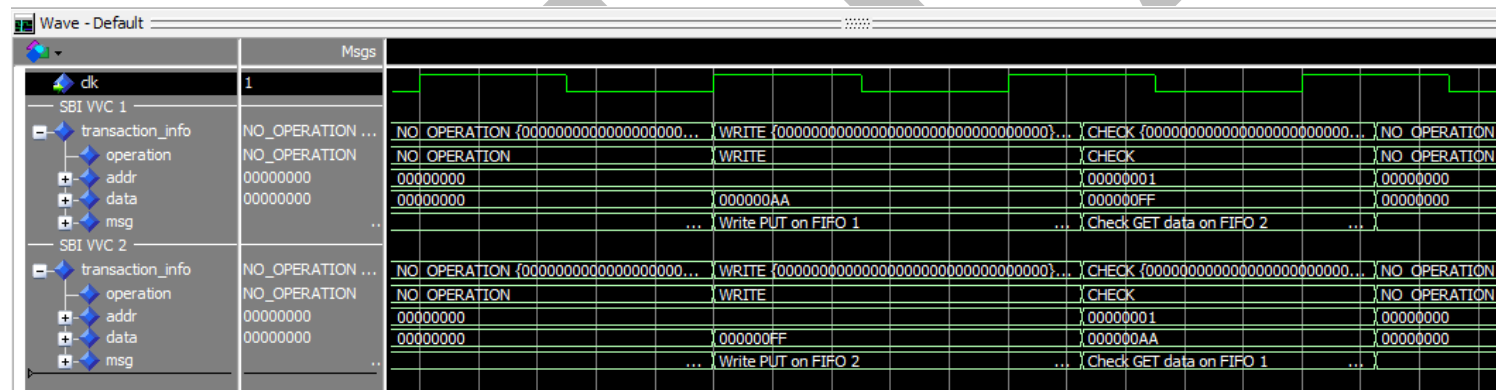 Wave - Default
Msgs
clk 1
SBI VVC 1
transaction_info NO_OPERATION ... NO_OPERATION {0000000000000000000... WRITE {00000000000000000000000000000000}... CHECK {000000000000000000000000... NO_OPERATION
operation NO_OPERATION NO_OPERATION WRITE CHECK NO_OPERATION
addr 00000000 00000000 00000001 00000000
data 00000000 00000000 000000AA 000000FF 00000000
msg .. ... Write PUT on FIFO 1 ... Check GET data on FIFO 2 ...
SBI VVC 2
transaction_info NO_OPERATION ... NO_OPERATION {0000000000000000000... WRITE {00000000000000000000000000000000}... CHECK {000000000000000000000000... NO_OPERATION
operation NO_OPERATION NO_OPERATION WRITE CHECK NO_OPERATION
addr 00000000 00000000 00000001 00000000
data 00000000 00000000 000000FF 000000AA 00000000
msg .. ... Write PUT on FIFO 2 ... Check GET data on FIFO 1 ...